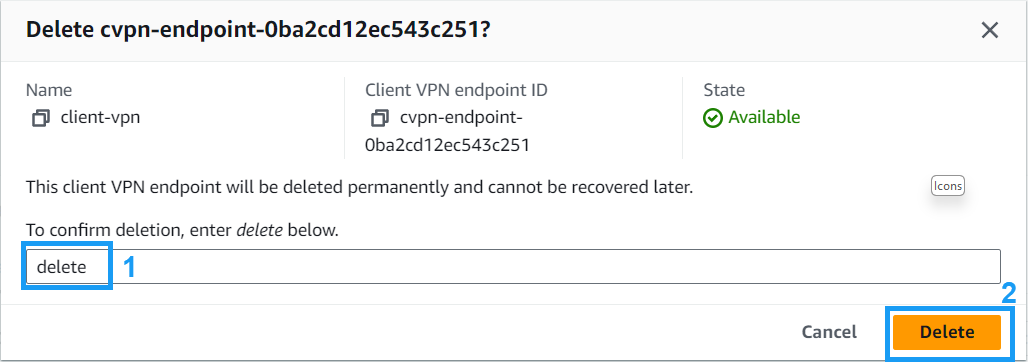 Delete cvpn-endpoint-0ba2cd12ec543c251?
Name
client-vpn
Client VPN endpoint ID
cvpn-endpoint-
0ba2cd12ec543c251
State
Available
This client VPN endpoint will be deleted permanently and cannot be recovered later.
Icons
To confirm deletion, enter delete below.
delete 1
2
Cancel Delete